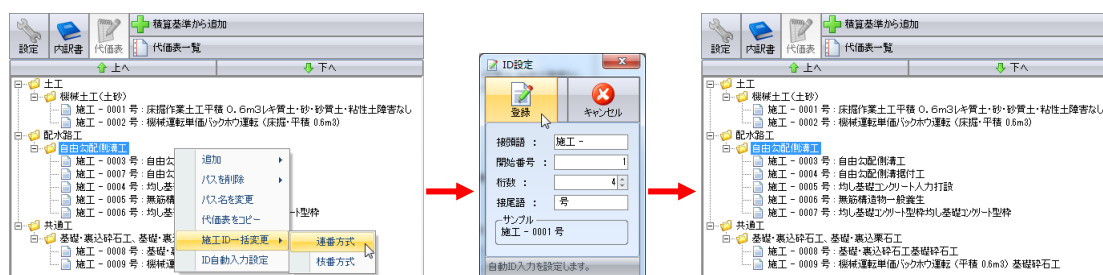 積算基準から追加
設定 内訳書 代価表 代価表一覧
上へ 下へ
土工
機械土工(土砂)
施工 - 0001 号 : 床掘作業土工平積 0.6m3レキ質土・砂・砂質土・粘性土障害なし
施工 - 0002 号 : 機械運転単価バックホウ運転 (床掘・平積 0.6m3)
配水路工
自由勾配側溝工
施工 - 0003 号 : 自由勾
施工 - 0007 号 : 自由勾
施工 - 0004 号 : 均し基
施工 - 0005 号 : 無筋構
施工 - 0006 号 : 均し基 ート型枠
共通工
基礎・裏込砕石工、基礎・裏
施工 - 0008 号 : 基礎・
施工 - 0009 号 : 機械運
追加
パスを削除
パス名を変更
代価表をコピー
施工ID一括変更
ID自動入力設定
連番方式
枝番方式
ID設定
登録 キャンセル
接頭語 : 施工 -
開始番号 : 1
桁数 : 4
接尾語 : 号
サンプル
施工 - 0001 号
自動ID入力を設定します。
積算基準から追加
設定 内訳書 代価表 代価表一覧
上へ 下へ
土工
機械土工(土砂)
施工 - 0001 号 : 床掘作業土工平積 0.6m3レキ質土・砂・砂質土・粘性土障害なし
施工 - 0002 号 : 機械運転単価バックホウ運転 (床掘・平積 0.6m3)
配水路工
自由勾配側溝工
施工 - 0003 号 : 自由勾配側溝工
施工 - 0004 号 : 自由勾配側溝据付工
施工 - 0005 号 : 均し基礎コンクリート人力打設
施工 - 0006 号 : 無筋構造物一般養生
施工 - 0007 号 : 均し基礎コンクリート型枠均し基礎コンクリート型枠
共通工
基礎・裏込砕石工、基礎・裏込栗石工
施工 - 0008 号 : 基礎・裏込砕石工基礎砕石工
施工 - 0009 号 : 機械運転単価バックホウ運転 (平積 0.6m3) 基礎砕石工